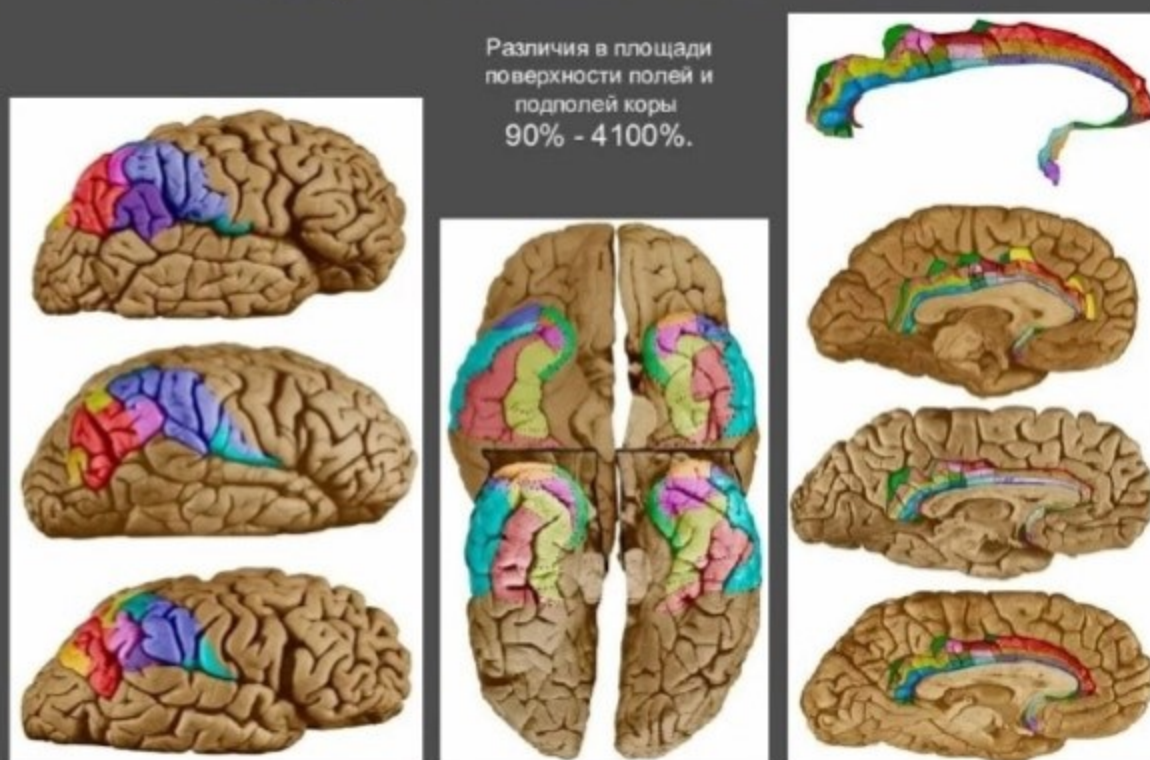 Различия в площади
поверхности полей и
подполей коры
90% - 4100%.